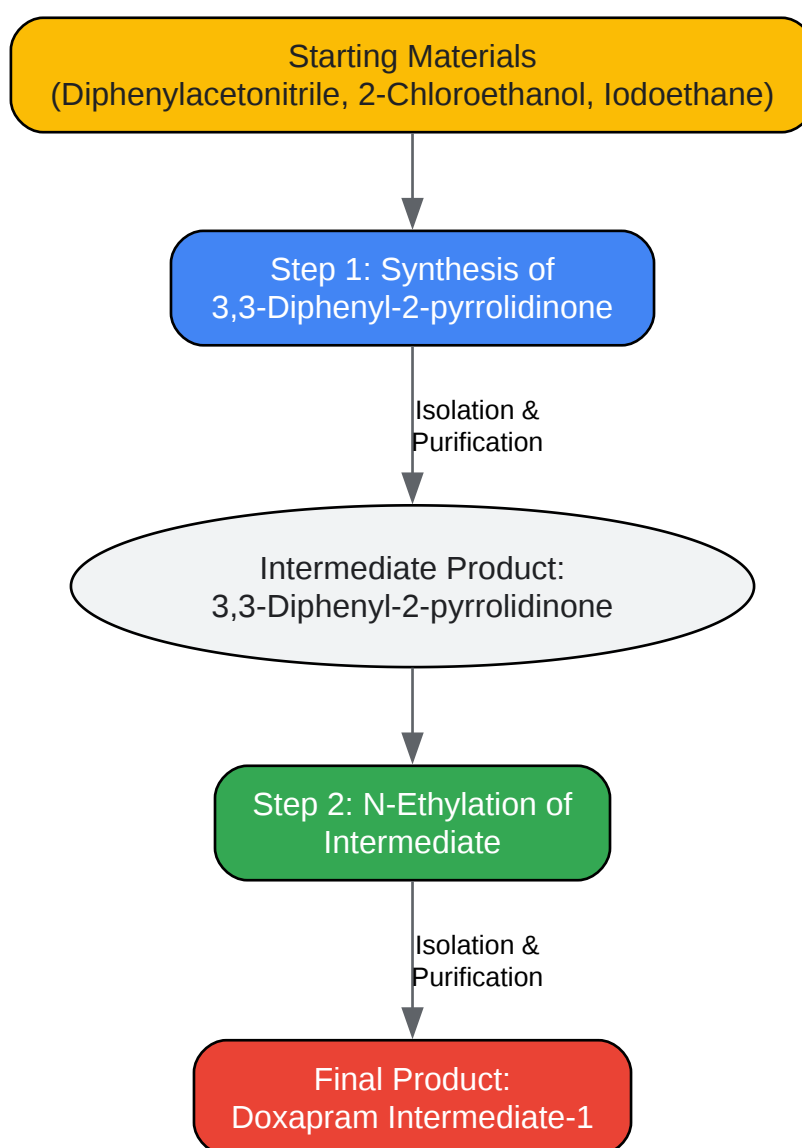 Starting Materials
(Diphenylacetonitrile, 2-Chloroethanol, Iodoethane)
Step 1: Synthesis of
3,3-Diphenyl-2-pyrrolidinone
Isolation &
Purification
Intermediate Product:
3,3-Diphenyl-2-pyrrolidinone
Step 2: N-Ethylation of
Intermediate
Isolation &
Purification
Final Product:
Doxapram Intermediate-1